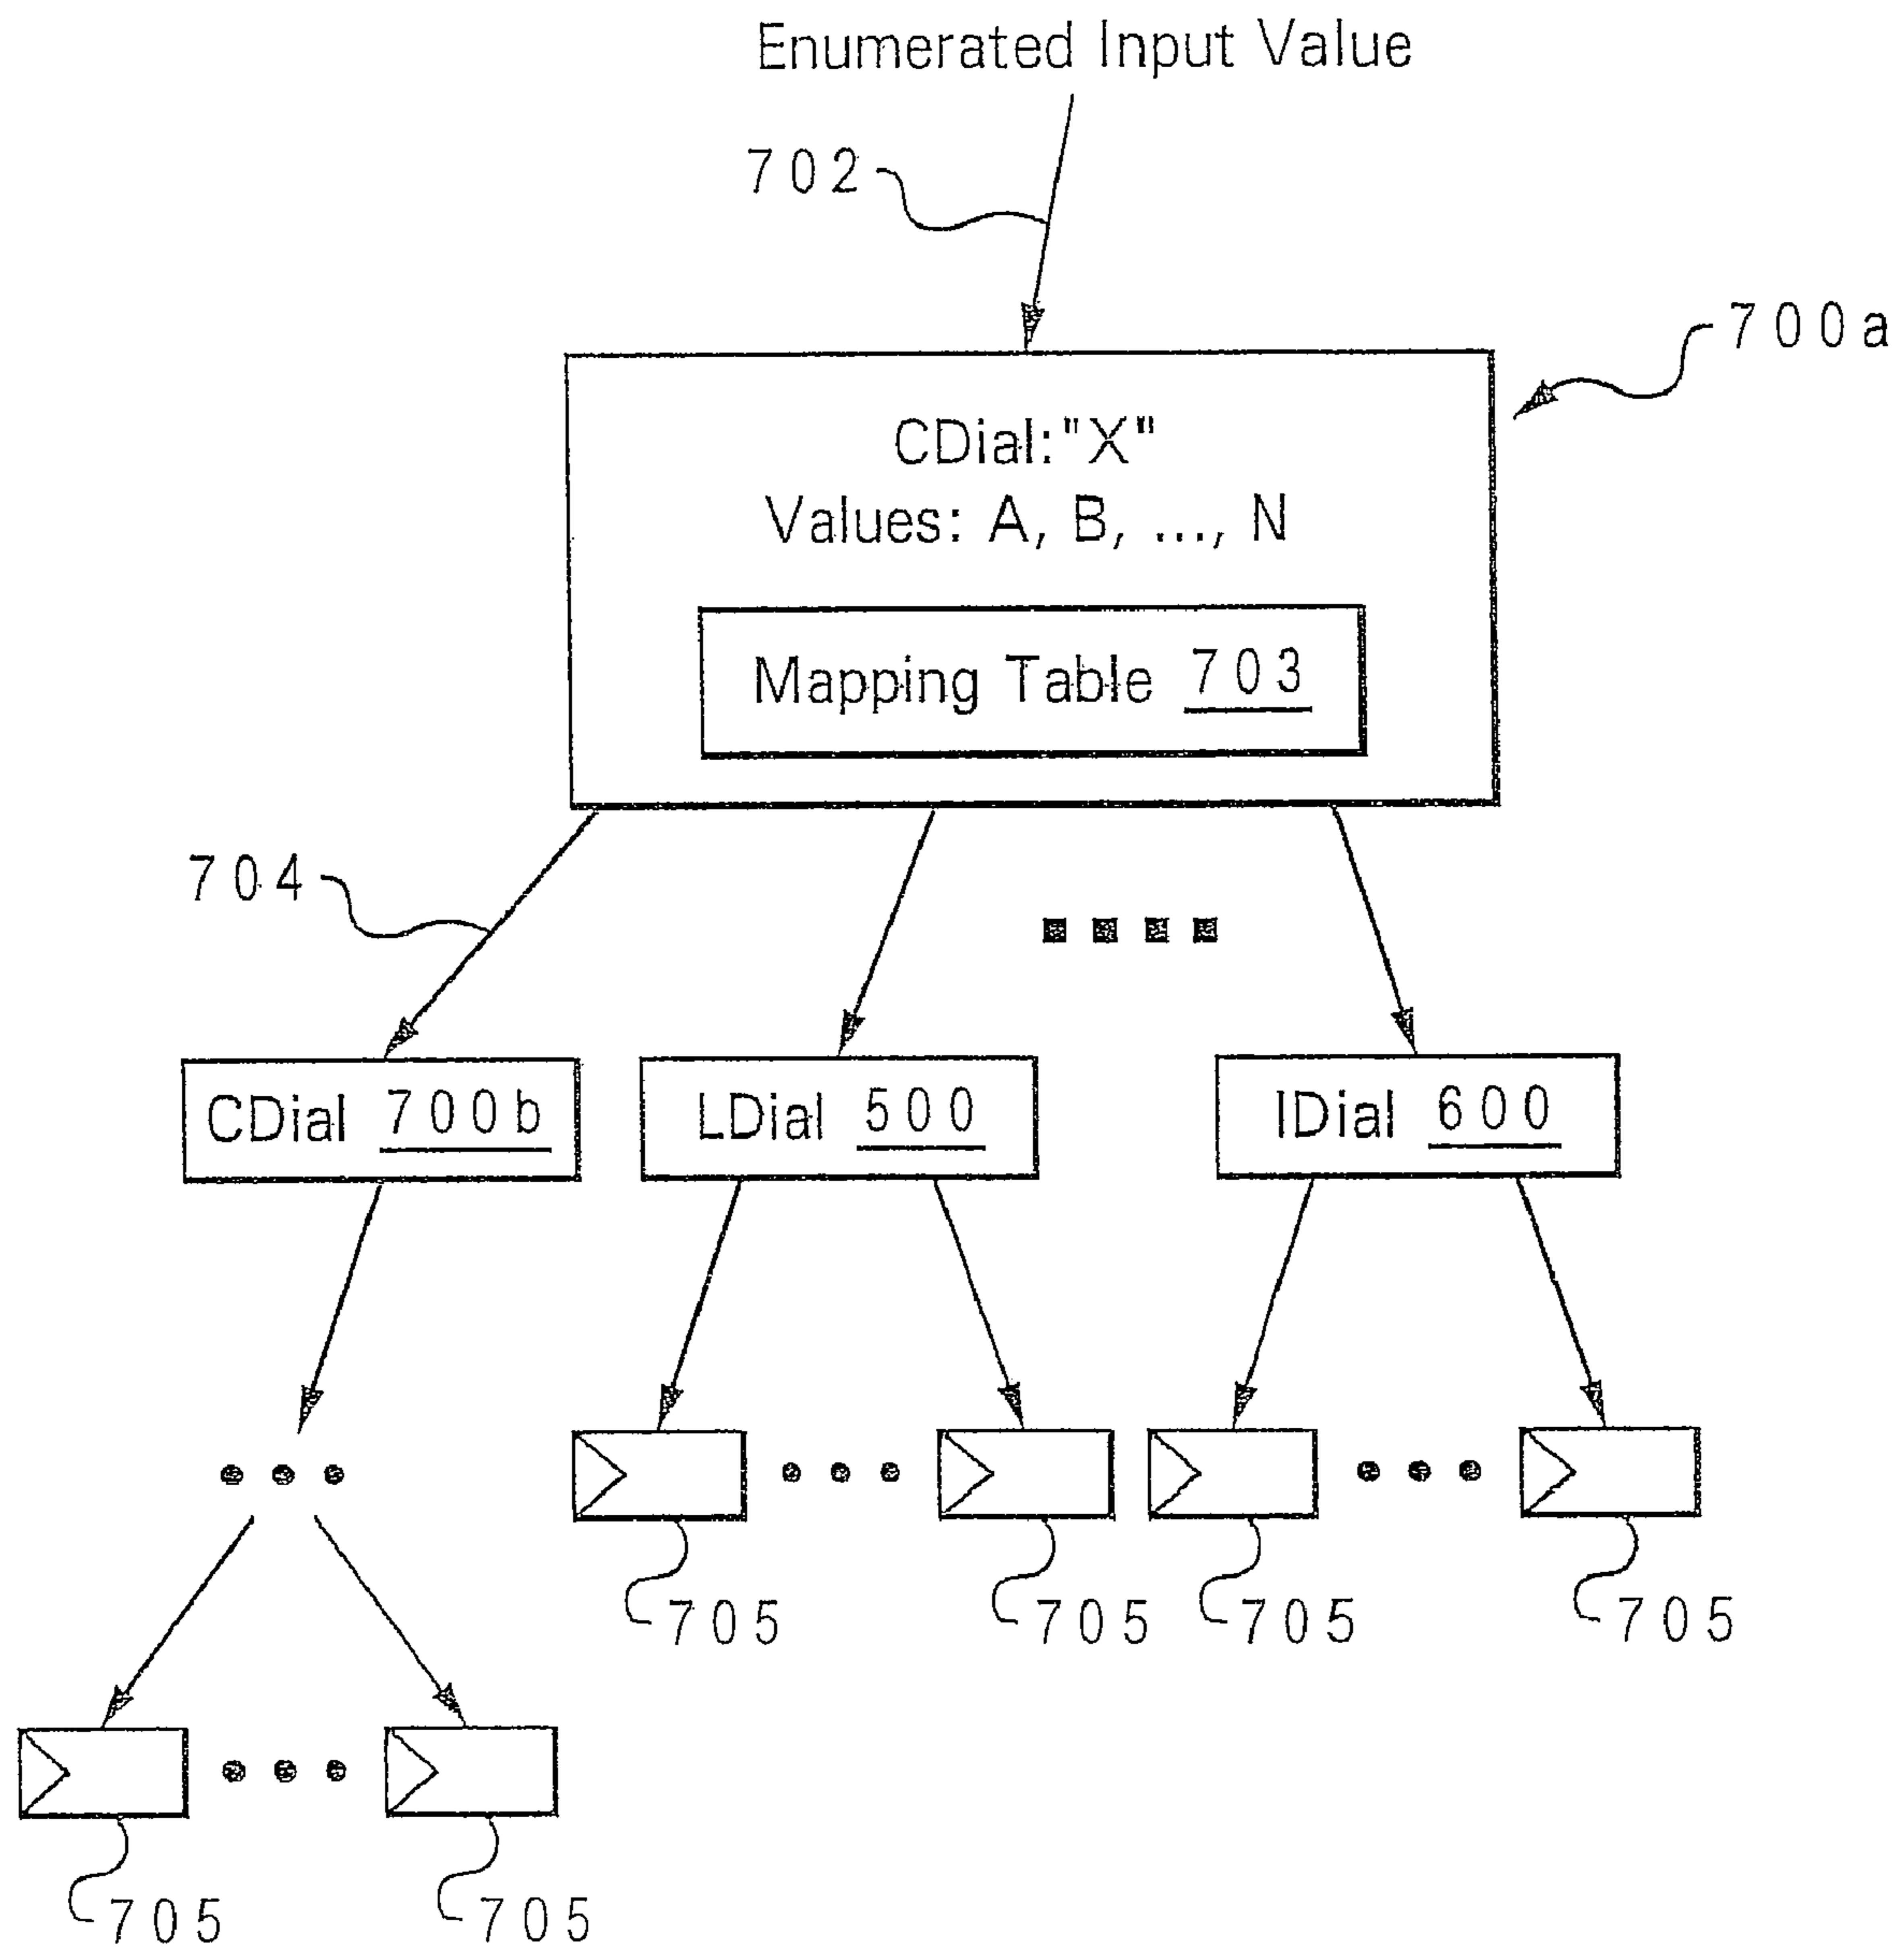 Enumerated Input Value
702
700a
CDial:"X"
Values: A, B, ..., N
Mapping Table 703
704
CDial 700b
LDial 500
IDial 600
705
705
705
705
705
705